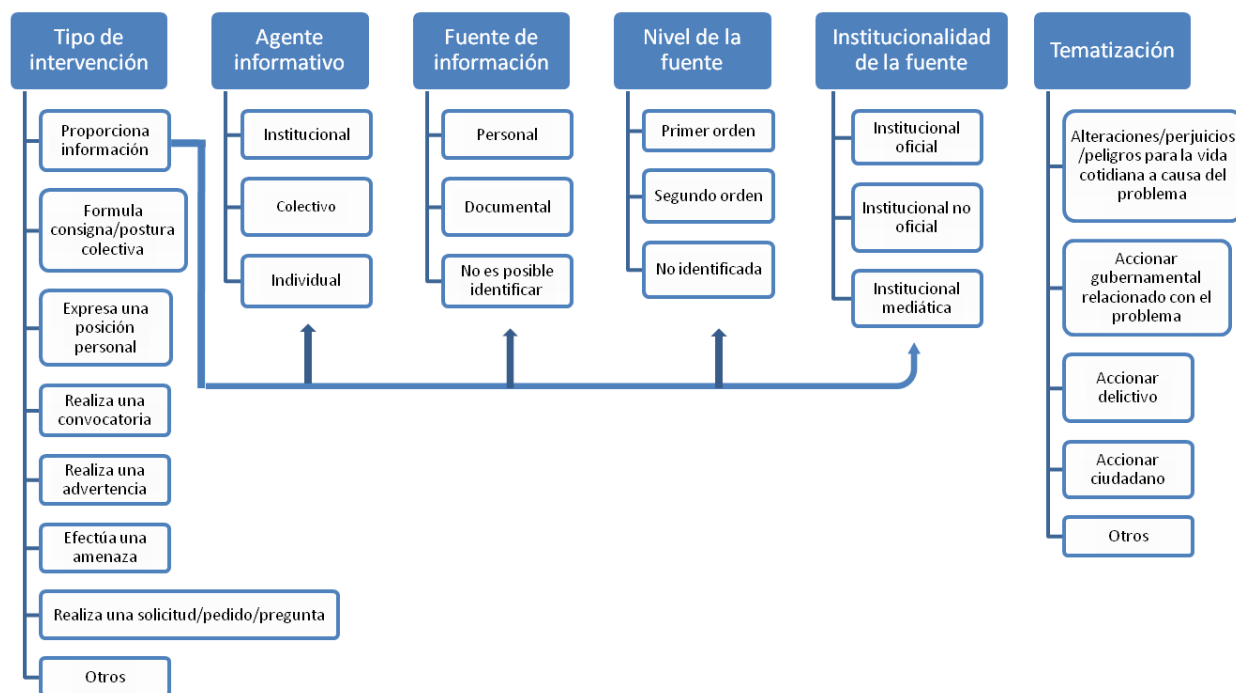 Tipo de
intervención
Proporciona
información
Formula
consigna/postura
colectiva
Expresa una
posición
personal
Realiza una
convocatoria
Realiza una
advertencia
Efectúa una
amenaza
Realiza una solicitud/pedido/pregunta
Otros
Agente
informativo
Institucional
Colectivo
Individual
Fuente de
información
Personal
Documental
No es posible
identificar
Nivel de la
fuente
Primer orden
Segundo orden
No identificada
Institucionalidad
de la fuente
Institucional
oficial
Institucional no
oficial
Institucional
mediática
Tematización
Alteraciones/perjuicios
/peligros para la vida
cotidiana a causa del
problema
Accionar
gubernamental
relacionado con el
problema
Accionar
delictivo
Accionar
ciudadano
Otros